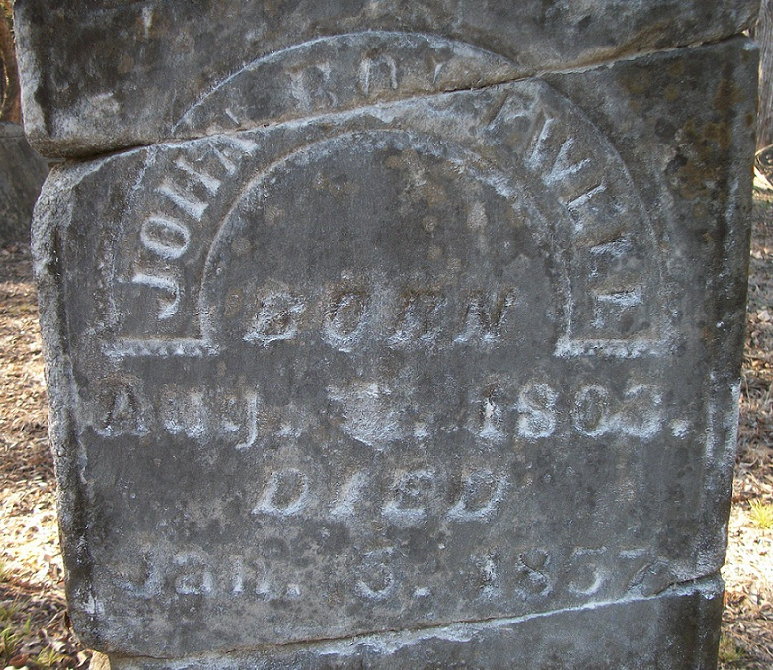 JOHN
BORN
Aug. 1803.
DIED
Jan. 3. 1857